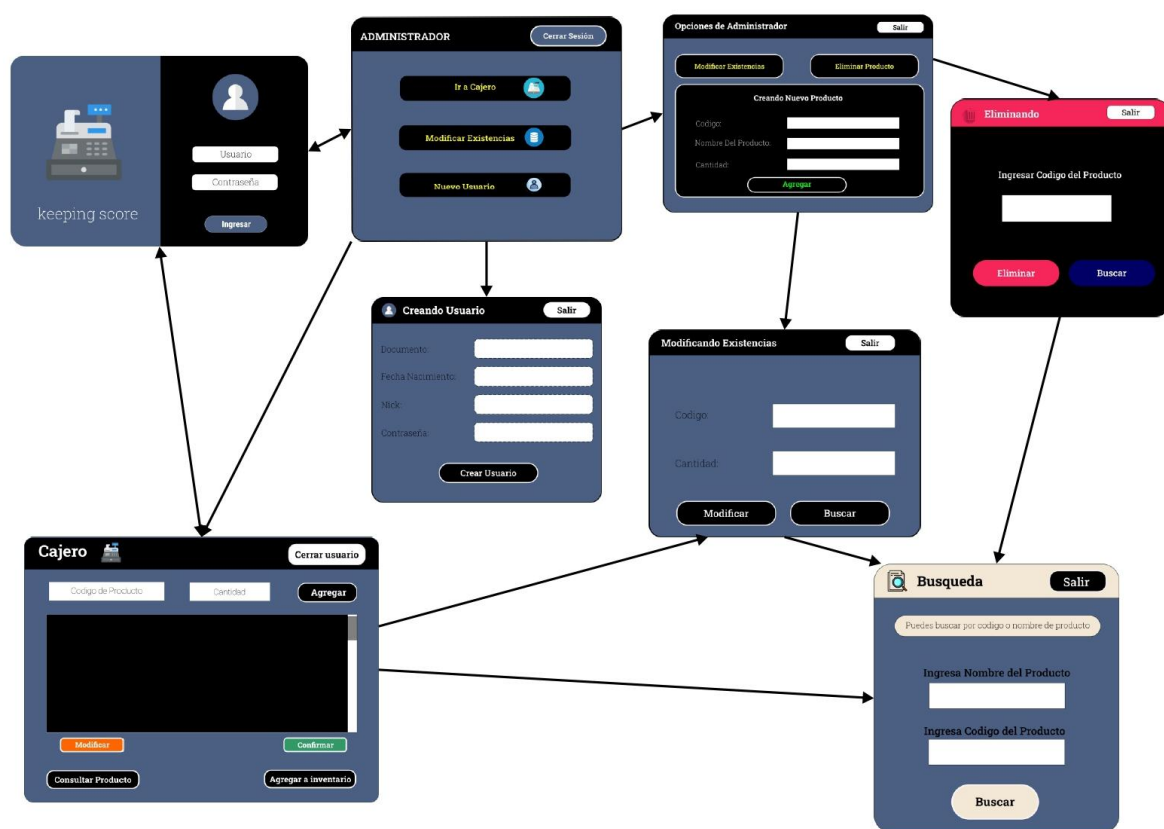 keeping score
Usuario
Contraseña
Ingresar
ADMINISTRADOR
Cerrar Sesión
Ir a Cajero
Modificar Existencias
Nuevo Usuario
Opciones de Administrador
Salir
Modificar Existencias
Eliminar Producto
Creando Nuevo Producto
Codigo:
Nombre Del Producto:
Cantidad:
Agregar
Eliminando
Salir
Ingresar Codigo del Producto
Eliminar
Buscar
Creando Usuario
Salir
Documento:
Fecha Nacimiento:
Nick:
Contraseña:
Crear Usuario
Modificando Existencias
Salir
Codigo:
Cantidad:
Modificar
Buscar
Cajero
Cerrar usuario
Codigo de Producto
Cantidad
Agregar
Modificar
Confirmar
Consultar Producto
Agregar a inventario
Busqueda
Salir
Puedes buscar por codigo o nombre de producto
Ingresa Nombre del Producto
Ingresa Codigo del Producto
Buscar